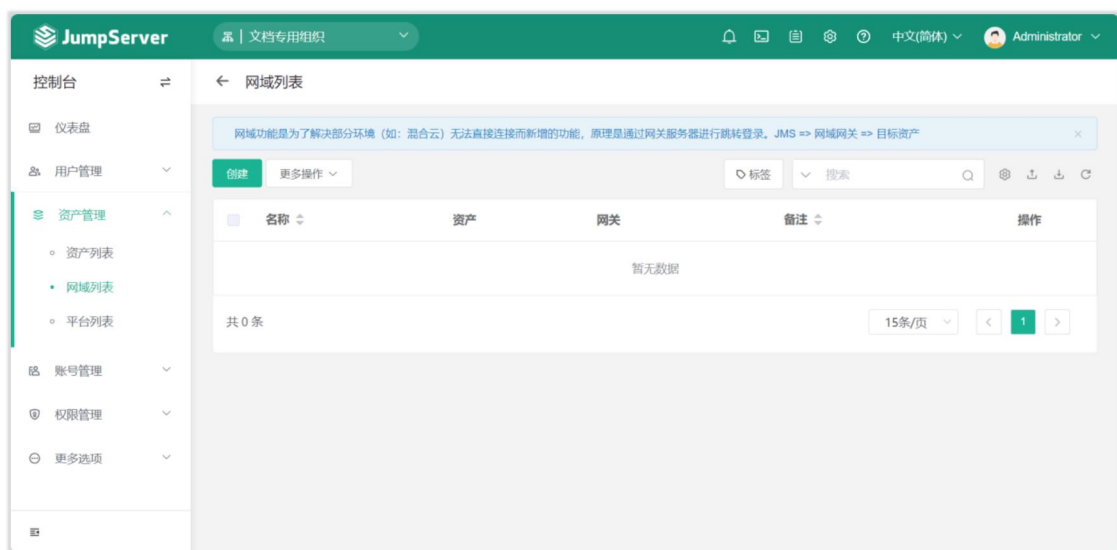 JumpServer
文档专用组织
中文(简体)
Administrator
控制台
网域列表
仪表盘
用户管理
资产管理
资产列表
网域列表
平台列表
账号管理
权限管理
更多选项
网域功能是为了解决部分环境（如：混合云）无法直接连接而新增的功能，原理是通过网关服务器进行跳转登录。JMS => 网域网关 => 目标资产
创建 更多操作 标签 搜索
名称 资产 网关 备注 操作
暂无数据
共 0 条 15条/页 1